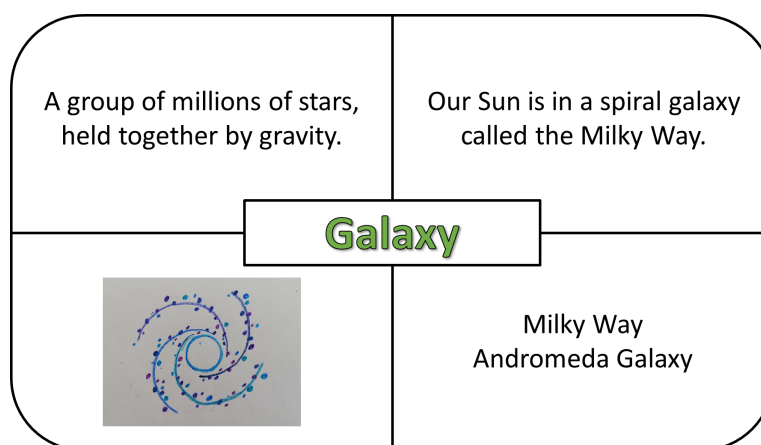 A group of millions of stars,
held together by gravity.
Our Sun is in a spiral galaxy
called the Milky Way.
Galaxy
Milky Way
Andromeda Galaxy